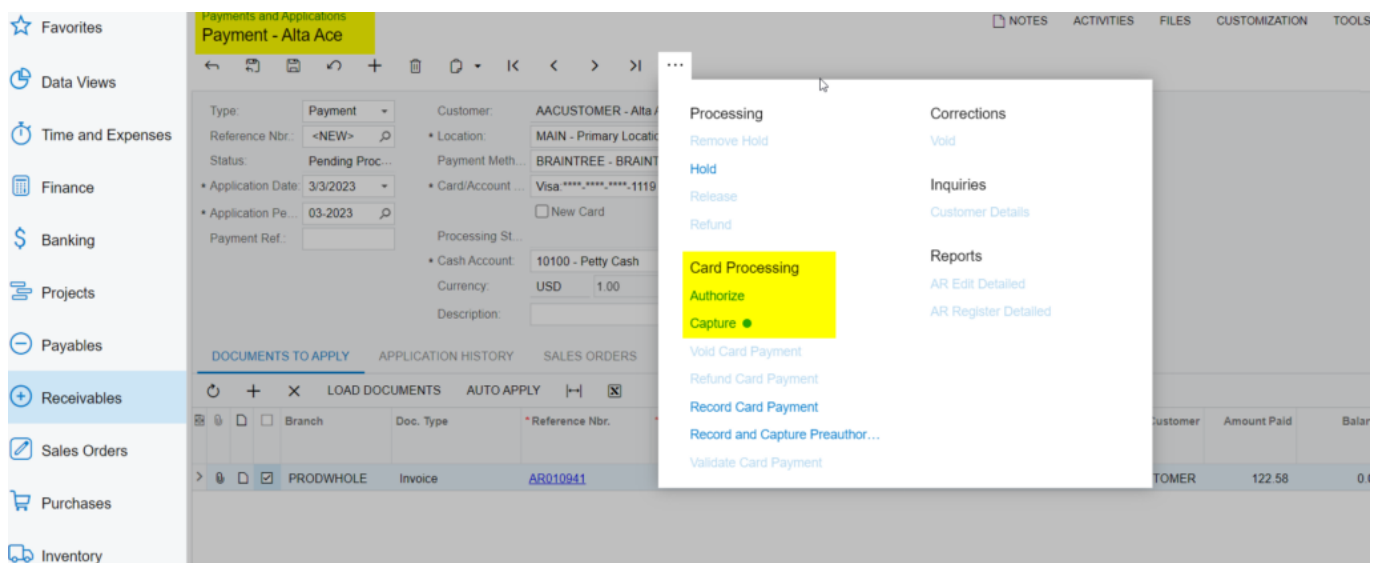 Favorites
Data Views
Time and Expenses
Finance
Banking
Projects
Payables
Receivables
Sales Orders
Purchases
Inventory
Payments and Applications
Payment - Alta Ace
NOTES ACTIVITIES FILES CUSTOMIZATION TOOLS
Type: Payment
Reference Nbr.: <NEW>
Status: Pending Proc...
* Application Date: 3/3/2023
* Application Pe... 03-2023
Payment Ref.:
Customer: AACUSTOMER - Alta
* Location: MAIN - Primary Locatio
Payment Meth... BRAINTREE - BRAINT
* Card/Account ... Visa:****-****-****-1119
New Card
Processing St...
* Cash Account: 10100 - Petty Cash
Currency: USD 1.00
Description:
Processing
Remove Hold
Hold
Release
Refund
Card Processing
Authorize
Capture
Void Card Payment
Refund Card Payment
Record Card Payment
Record and Capture Preauthor...
Validate Card Payment
Corrections
Void
Inquiries
Customer Details
Reports
AR Edit Detailed
AR Register Detailed
DOCUMENTS TO APPLY APPLICATION HISTORY SALES ORDERS
LOAD DOCUMENTS AUTO APPLY
Branch Doc. Type *Reference Nbr. * Customer Amount Paid Balan
PRODWHOLE Invoice AR010941 TOMER 122.58 0.0